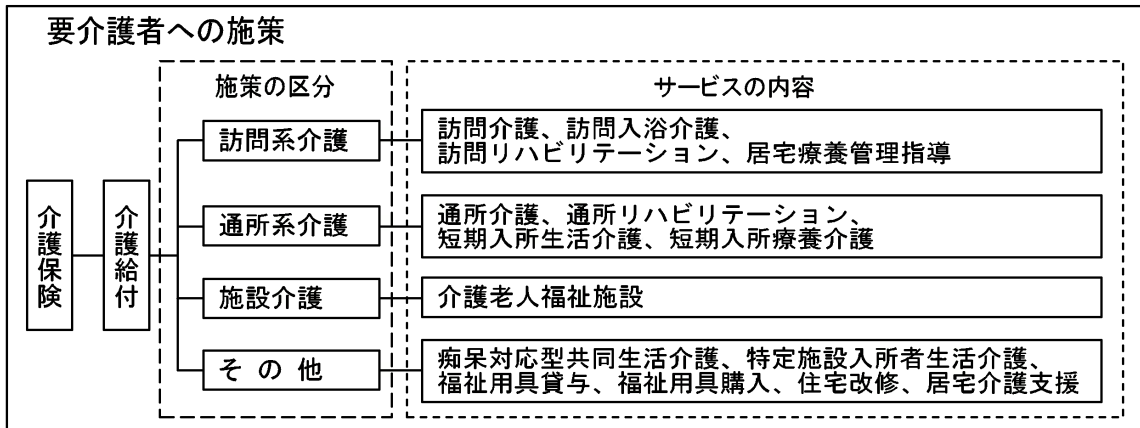 要介護者への施策
施策の区分
サービスの内容
介護保険
介護給付
訪問系介護
訪問介護、訪問入浴介護、
訪問リハビリテーション、居宅療養管理指導
通所系介護
通所介護、通所リハビリテーション、
短期入所生活介護、短期入所療養介護
施設介護
介護老人福祉施設
その他
痴呆対応型共同生活介護、特定施設入所者生活介護、
福祉用具貸与、福祉用具購入、住宅改修、居宅介護支援